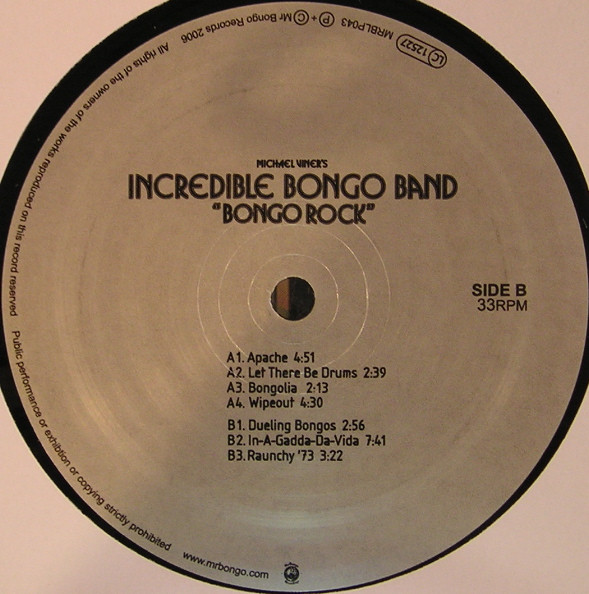 MICHAEL VINER'S
INCREDIBLE BONGO BAND
"BONGO ROCK"
SIDE B
33RPM
A1. Apache 4:51
A2. Let There Be Drums 2:39
A3. Bongolia 2:13
A4. Wipeout 4:30
B1. Dueling Bongos 2:56
B2. In-A-Gadda-Da-Vida 7:41
B3. Raunchy '73 3:22
LC 12527
MRBLP043
P + C Mr Bongo Records 2006
All rights of the owners of the works reproduced on this record reserved
Public performance or exhibtion or copying strictly prohibited
www.mrbongo.com